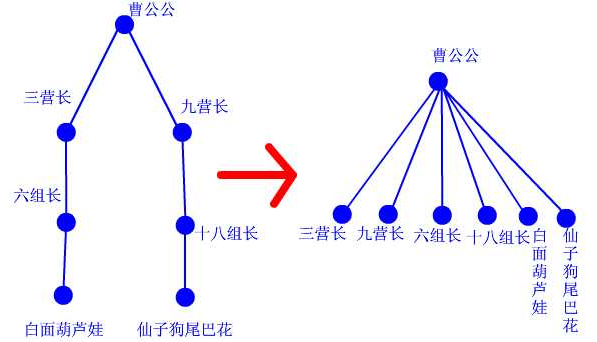 曹公公
三营长
九营长
六组长
十八组长
白面葫芦娃
仙子狗尾巴花
曹公公
三营长
九营长
六组长
十八组长
白面葫芦娃
仙子狗尾巴花